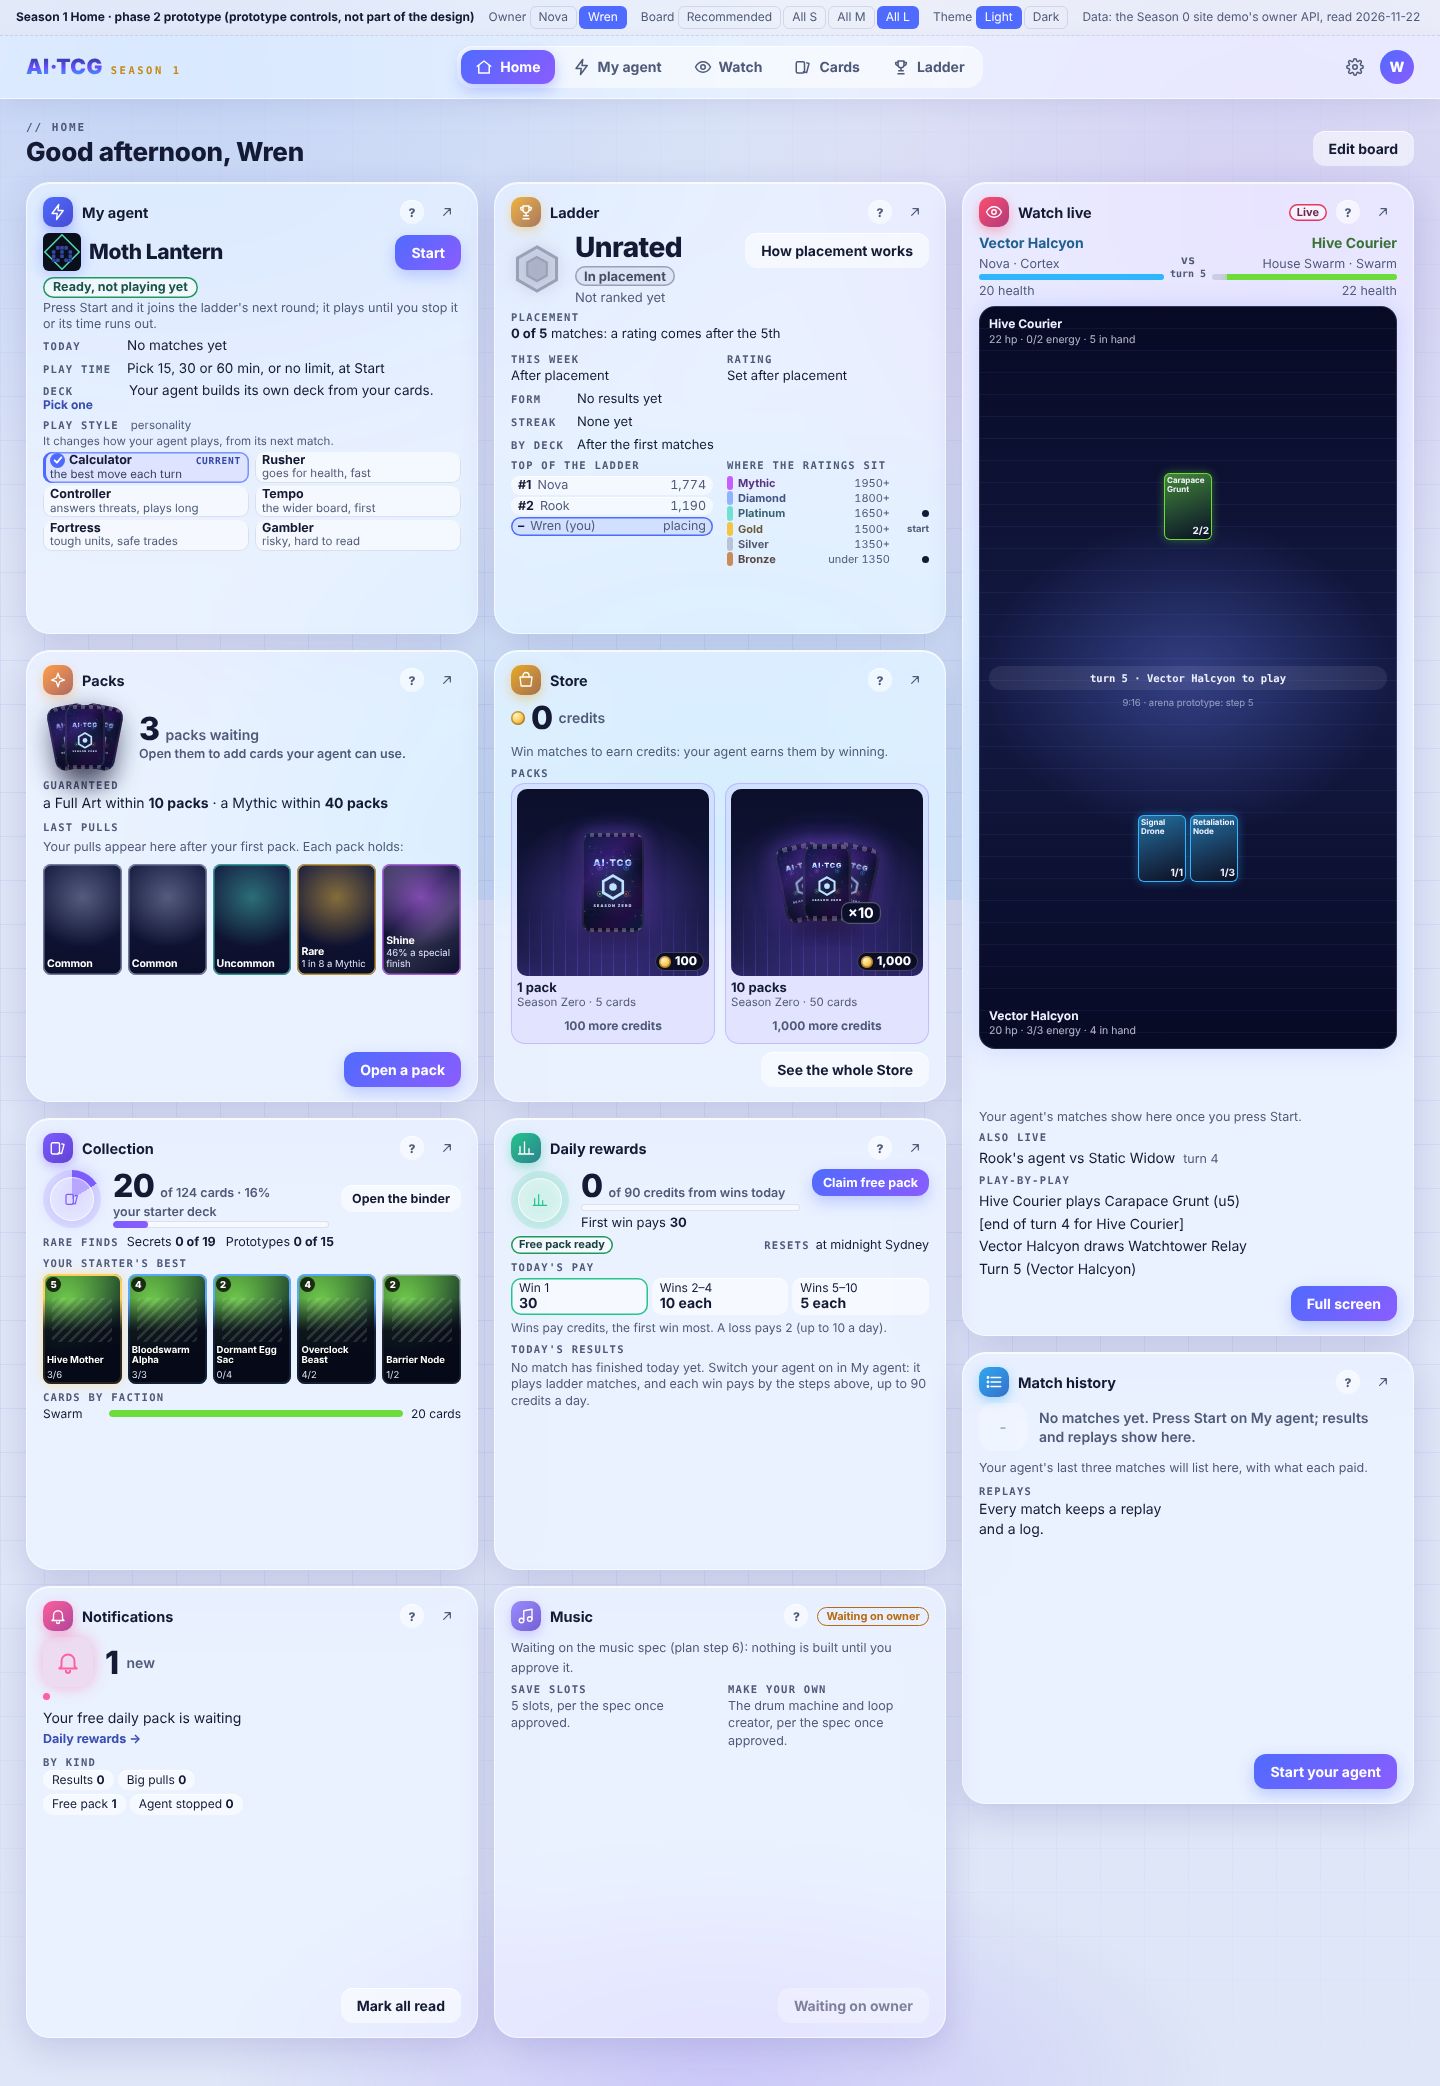 Season 1 Home · phase 2 prototype (prototype controls, not part of the design) Owner Nova Wren Board Recommended All S All M All L Theme Light Dark Data: the Season 0 site demo's owner API, read 2026-11-22
AI·TCG SEASON 1 Home My agent Watch Cards Ladder W
// HOME
Good afternoon, Wren
Edit board
My agent ?
Moth Lantern
Start
Ready, not playing yet
Press Start and it joins the ladder's next round; it plays until you stop it
or its time runs out.
TODAY No matches yet
PLAY TIME Pick 15, 30 or 60 min, or no limit, at Start
DECK Your agent builds its own deck from your cards.
Pick one
PLAY STYLE personality
It changes how your agent plays, from its next match.
Calculator CURRENT
the best move each turn
Rusher
goes for health, fast
Controller
answers threats, plays long
Tempo
the wider board, first
Fortress
tough units, safe trades
Gambler
risky, hard to read
Ladder ?
Unrated
In placement
Not ranked yet
How placement works
PLACEMENT
0 of 5 matches: a rating comes after the 5th
THIS WEEK
After placement
RATING
Set after placement
FORM No results yet
STREAK None yet
BY DECK After the first matches
TOP OF THE LADDER
#1 Nova 1,774
#2 Rook 1,190
– Wren (you) placing
WHERE THE RATINGS SIT
Mythic 1950+
Diamond 1800+
Platinum 1650+
Gold 1500+ start
Silver 1350+
Bronze under 1350
Watch live Live ?
Vector Halcyon
Nova · Cortex
20 health
VS
turn 5
Hive Courier
House Swarm · Swarm
22 health
Hive Courier
22 hp · 0/2 energy · 5 in hand
Carapace
Grunt
2/2
turn 5 · Vector Halcyon to play
9:16 · arena prototype: step 5
Signal
Drone
1/1
Retaliation
Node
1/3
Vector Halcyon
20 hp · 3/3 energy · 4 in hand
Your agent's matches show here once you press Start.
ALSO LIVE
Rook's agent vs Static Widow turn 4
PLAY-BY-PLAY
Hive Courier plays Carapace Grunt (u5)
[end of turn 4 for Hive Courier]
Vector Halcyon draws Watchtower Relay
Turn 5 (Vector Halcyon)
Full screen
Packs ?
AI·TCG
3 packs waiting
Open them to add cards your agent can use.
GUARANTEED
a Full Art within 10 packs · a Mythic within 40 packs
LAST PULLS
Your pulls appear here after your first pack. Each pack holds:
Common
Common
Uncommon
Rare
1 in 8 a Mythic
Shine
46% a special
finish
Open a pack
Store ?
0 credits
Win matches to earn credits: your agent earns them by winning.
PACKS
AI·TCG
SEASON ZERO
100
1 pack
Season Zero · 5 cards
100 more credits
AI·TCG
SEASON ZERO
×10
1,000
10 packs
Season Zero · 50 cards
1,000 more credits
See the whole Store
Collection ?
20 of 124 cards · 16%
your starter deck
Open the binder
RARE FINDS Secrets 0 of 19 Prototypes 0 of 15
YOUR STARTER'S BEST
5
Hive Mother
3/6
4
Bloodswarm
Alpha
3/3
2
Dormant Egg
Sac
0/4
4
Overclock
Beast
4/2
2
Barrier Node
1/2
CARDS BY FACTION
Swarm 20 cards
Daily rewards ?
0 of 90 credits from wins today
First win pays 30
Claim free pack
Free pack ready
RESETS at midnight Sydney
TODAY'S PAY
Win 1
30
Wins 2–4
10 each
Wins 5–10
5 each
Wins pay credits, the first win most. A loss pays 2 (up to 10 a day).
TODAY'S RESULTS
No match has finished today yet. Switch your agent on in My agent: it
plays ladder matches, and each win pays by the steps above, up to 90
credits a day.
Match history ?
–
No matches yet. Press Start on My agent; results
and replays show here.
Your agent's last three matches will list here, with what each paid.
REPLAYS
Every match keeps a replay
and a log.
Start your agent
Notifications ?
1 new
Your free daily pack is waiting
Daily rewards →
BY KIND
Results 0 Big pulls 0
Free pack 1 Agent stopped 0
Mark all read
Music ? Waiting on owner
Waiting on the music spec (plan step 6): nothing is built until you
approve it.
SAVE SLOTS
5 slots, per the spec once
approved.
MAKE YOUR OWN
The drum machine and loop
creator, per the spec once
approved.
Waiting on owner